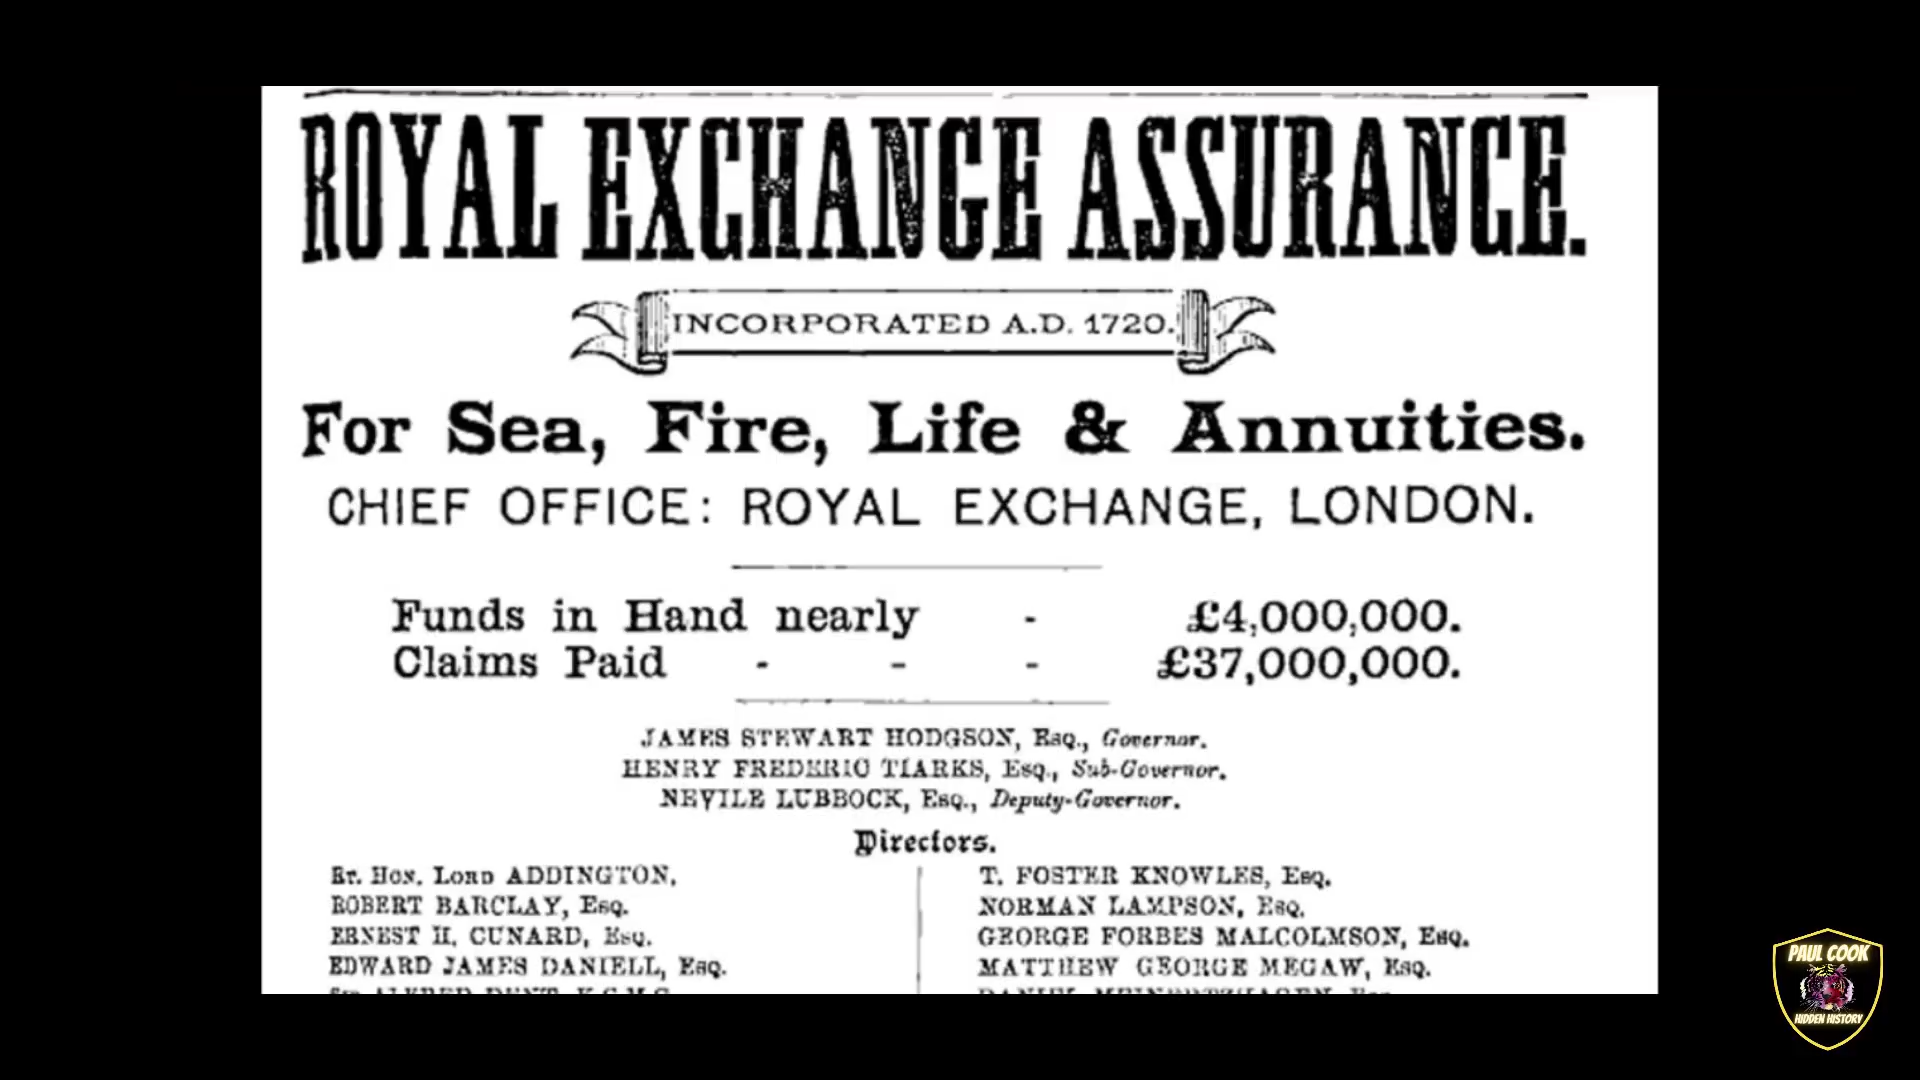 ROYAL EXCHANGE ASSURANCE.
INCORPORATED A.D. 1720.
For Sea, Fire, Life & Annuities.
CHIEF OFFICE: ROYAL EXCHANGE, LONDON.
Funds in Hand nearly - £4,000,000.
Claims Paid - - - £37,000,000.
JAMES STEWART HODGSON, Esq., Governor.
HENRY FREDERIC TIARKS, Esq., Sub-Governor.
NEVILE LUBBOCK, Esq., Deputy-Governor.
Directors.
Rt. Hon. Lord ADDINGTON.
ROBERT BARCLAY, Esq.
ERNEST H. CUNARD, Esq.
EDWARD JAMES DANIELL, Esq.
T. FOSTER KNOWLES, Esq.
NORMAN LAMPSON, Esq.
GEORGE FORBES MALCOLMSON, Esq.
MATTHEW GEORGE MEGAW, Esq.
PAUL COOK
HIDDEN HISTORY